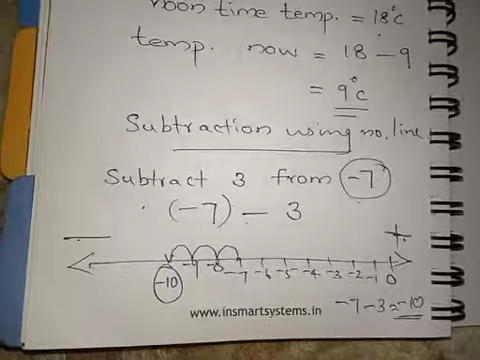 noon time temp. = 18°C
temp. now = 18 - 9
= 9°C
Subtraction using no. line
Subtract 3 from -7
(-7) - 3
— +
-10 -9 -8 -7 -6 -5 -4 -3 -2 -1 0
-7-3=-10
www.insmartsystems.in